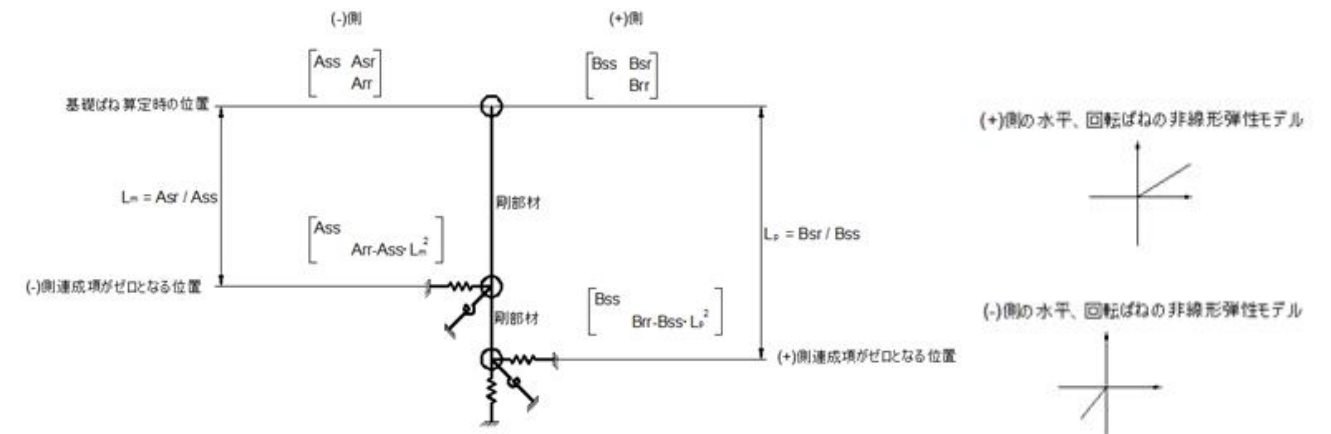 (-)側
(+)側
Ass Asr
Arr
Bss Bsr
Brr
基礎ばね算定時の位置
(+)側の水平、回転ばねの非線形弾性モデル
Lm = Asr / Ass
剛部材
Ass
Arr-Ass・Lm²
Lp = Bsr / Bss
(-)側連成項がゼロとなる位置
Bss
Brr-Bss・Lp²
剛部材
(-)側の水平、回転ばねの非線形弾性モデル
(+)側連成項がゼロとなる位置